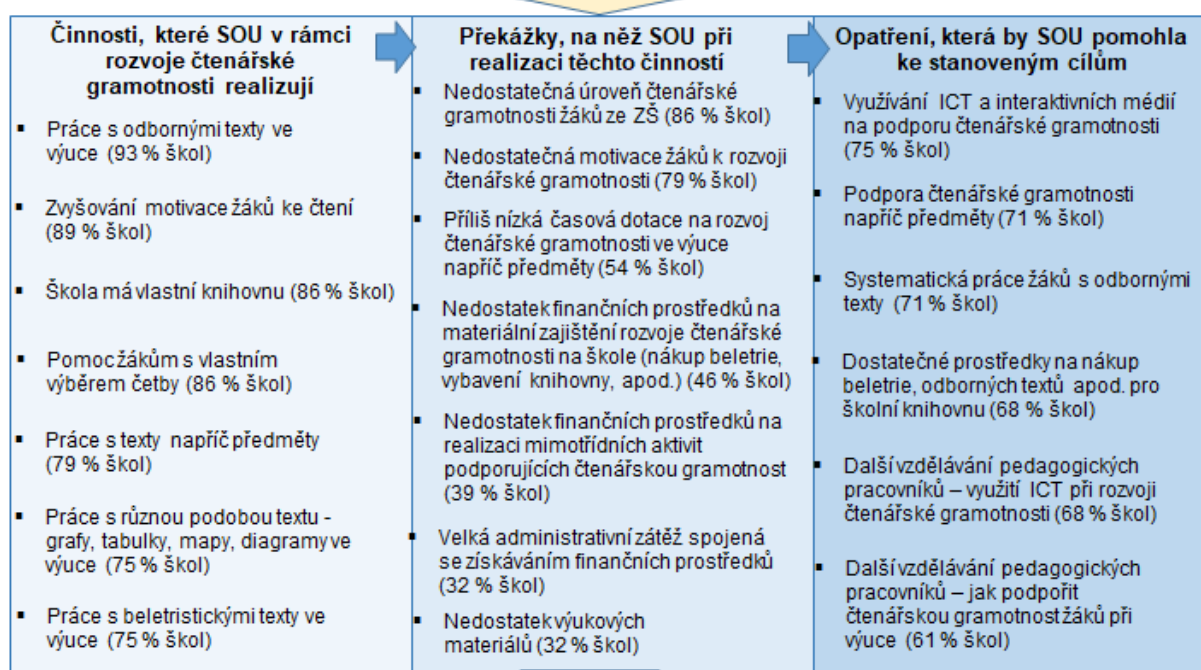 Činnosti, které SOU v rámci
rozvoje čtenářské
gramotnosti realizují
▪ Práce s odbornými texty ve
výuce (93 % škol)
▪ Zvyšování motivace žáků ke čtení
(89 % škol)
▪ Škola má vlastní knihovnu (86 % škol)
▪ Pomoc žákům s vlastním
výběrem četby (86 % škol)
▪ Práce s texty napříč předměty
(79 % škol)
▪ Práce s různou podobou textu -
grafy, tabulky, mapy, diagramy ve
výuce (75 % škol)
▪ Práce s beletristickými texty ve
výuce (75 % škol)
Překážky, na něž SOU při
realizaci těchto činností
▪ Nedostatečná úroveň čtenářské
gramotnosti žáků ze ZŠ (86 % škol)
▪ Nedostatečná motivace žáků k rozvoji
čtenářské gramotnosti (79 % škol)
▪ Příliš nízká časová dotace na rozvoj
čtenářské gramotnosti ve výuce
napříč předměty (54 % škol)
▪ Nedostatek finančních prostředků na
materiální zajištění rozvoje čtenářské
gramotnosti na škole (nákup beletrie,
vybavení knihovny, apod.) (46 % škol)
▪ Nedostatek finančních prostředků na
realizaci mimotřídních aktivit
podporujících čtenářskou gramotnost
(39 % škol)
▪ Velká administrativní zátěž spojená
se získáváním finančních prostředků
(32 % škol)
▪ Nedostatek výukových
materiálů (32 % škol)
Opatření, která by SOU pomohla
ke stanoveným cílům
▪ Využívání ICT a interaktivních médií
na podporu čtenářské gramotnosti
(75 % škol)
▪ Podpora čtenářské gramotnosti
napříč předměty (71 % škol)
▪ Systematická práce žáků s odbornými
texty (71 % škol)
▪ Dostatečné prostředky na nákup
beletrie, odborných textů apod. pro
školní knihovnu (68 % škol)
▪ Další vzdělávání pedagogických
pracovníků – využití ICT při rozvoji
čtenářské gramotnosti (68 % škol)
▪ Další vzdělávání pedagogických
pracovníků – jak podpořit
čtenářskou gramotnost žáků při
výuce (61 % škol)